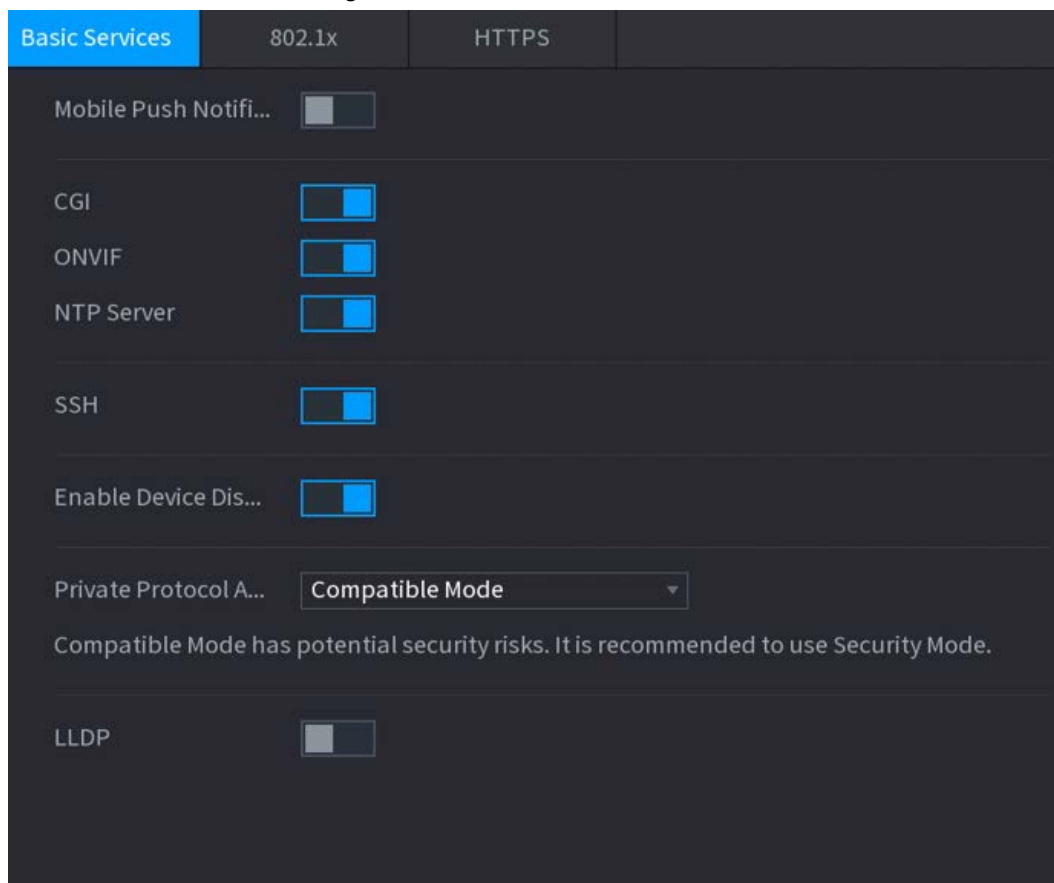 Basic Services 802.1x HTTPS
Mobile Push Notifi...
CGI
ONVIF
NTP Server
SSH
Enable Device Dis...
Private Protocol A... Compatible Mode
Compatible Mode has potential security risks. It is recommended to use Security Mode.
LLDP